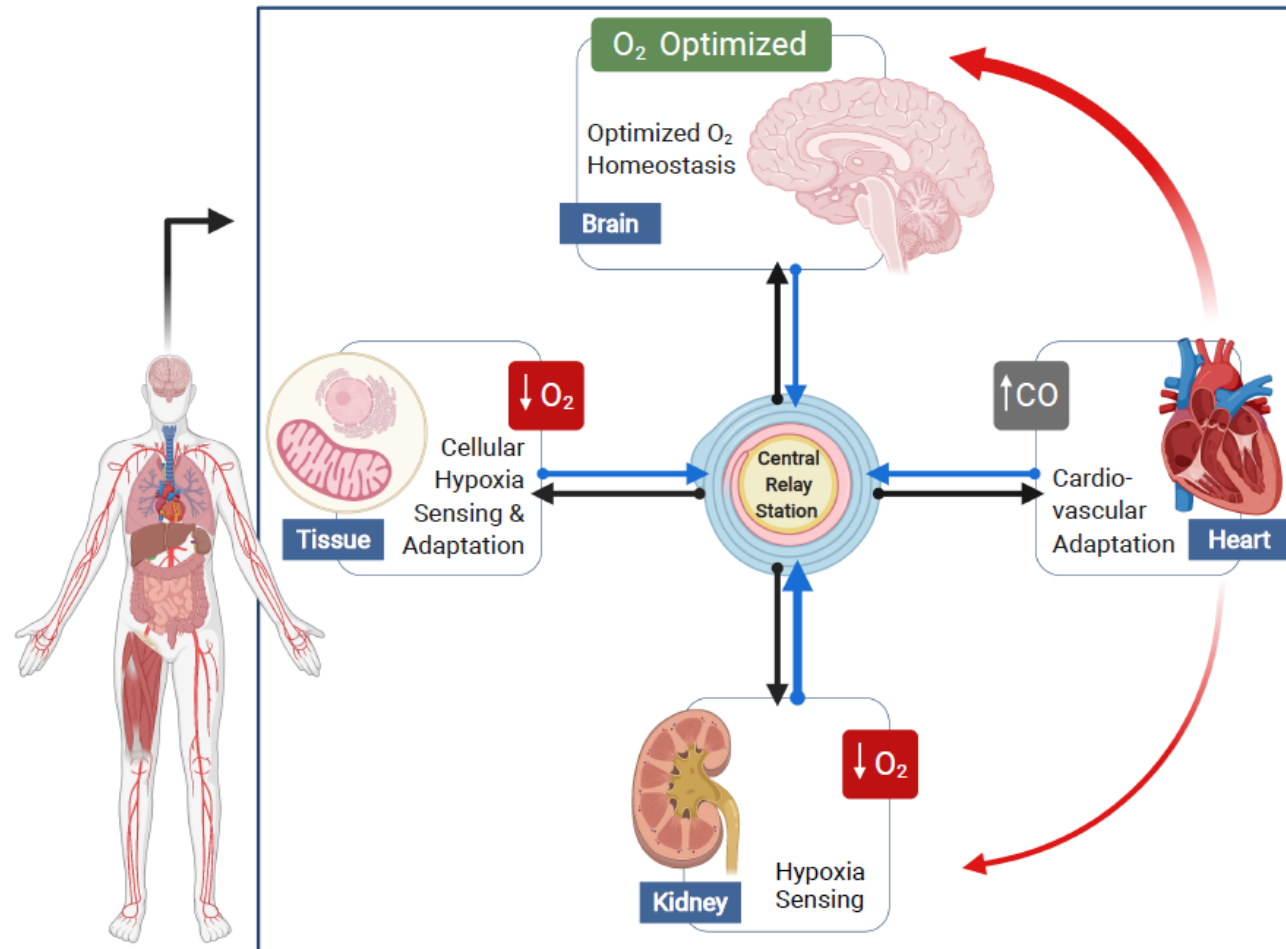 O₂ Optimized
Optimized O₂
Homeostasis
Brain
↓ O₂
Cellular
Hypoxia
Sensing &
Adaptation
Tissue
Central
Relay
Station
↑CO
Cardio-
vascular
Adaptation
Heart
↓ O₂
Hypoxia
Sensing
Kidney